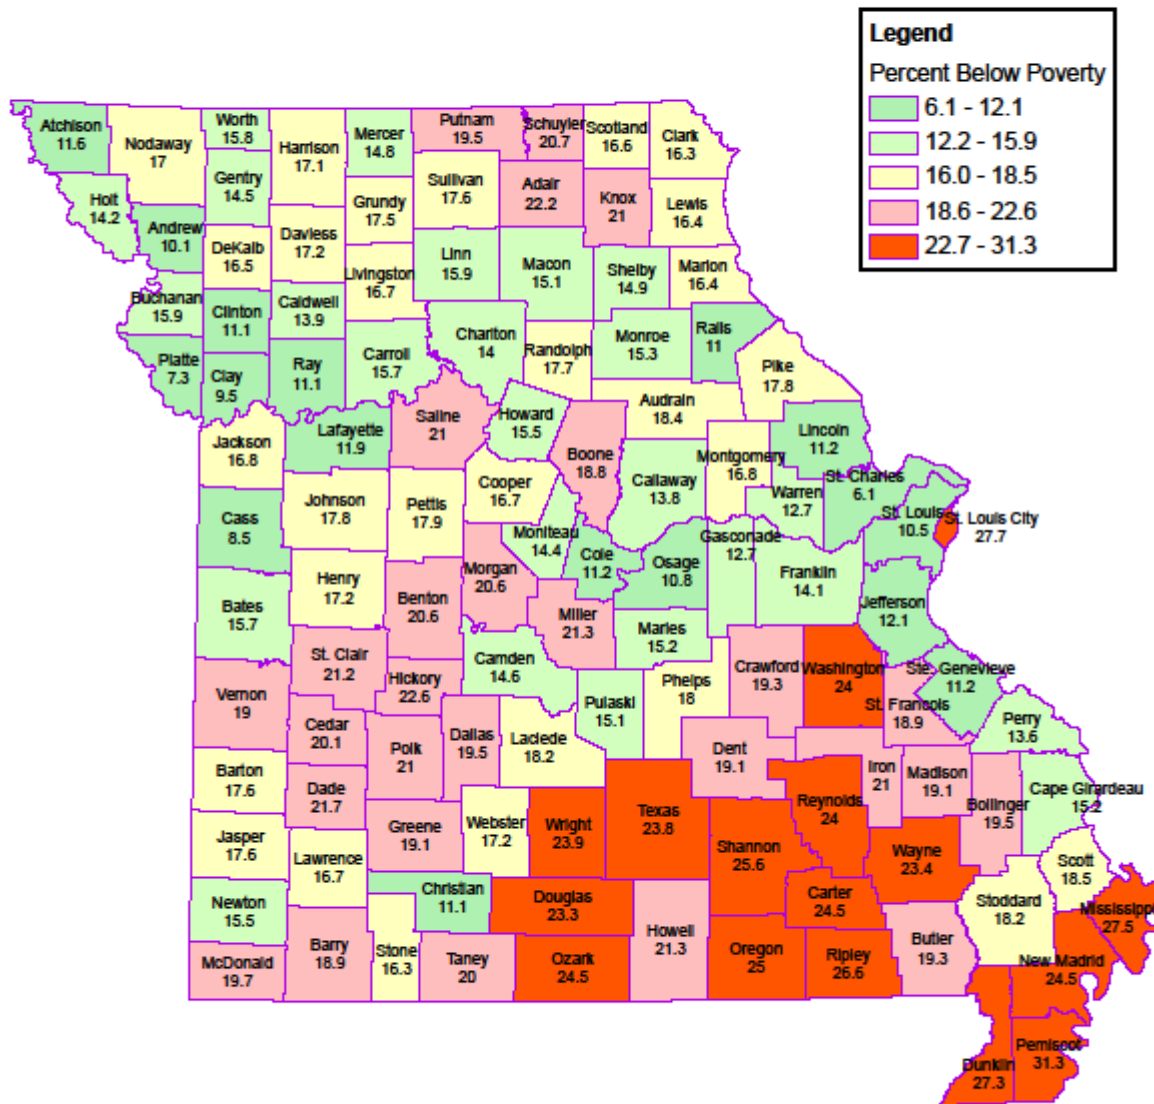 Legend
Percent Below Poverty
6.1 - 12.1
12.2 - 15.9
16.0 - 18.5
18.6 - 22.6
22.7 - 31.3
Atchison
11.6
Nodaway
17
Worth
15.8
Harrison
17.1
Mercer
14.8
Putnam
19.5
Schuyler
20.7
Scotland
16.6
Clark
16.3
Holt
14.2
Andrew
10.1
Gentry
14.5
DeKalb
16.5
Daviess
17.2
Grundy
17.5
Sullivan
17.6
Adair
22.2
Knox
21
Lewis
16.4
Buchanan
15.9
Clinton
11.1
Caldwell
13.9
Livingston
16.7
Linn
15.9
Macon
15.1
Shelby
14.9
Marion
16.4
Platte
7.3
Clay
9.5
Ray
11.1
Carroll
15.7
Chariton
14
Randolph
17.7
Monroe
15.3
Ralls
11
Pike
17.8
Jackson
16.8
Lafayette
11.9
Saline
21
Howard
15.5
Boone
18.8
Audrain
18.4
Callaway
13.8
Montgomery
16.8
Lincoln
11.2
Warren
12.7
St. Charles
6.1
St. Louis
10.5
St. Louis City
27.7
Cass
8.5
Johnson
17.8
Pettis
17.9
Cooper
16.7
Moniteau
14.4
Cole
11.2
Osage
10.8
Gasconade
12.7
Franklin
14.1
Jefferson
12.1
Bates
15.7
Henry
17.2
Benton
20.6
Morgan
20.6
Miller
21.3
Maries
15.2
Vernon
19
St. Clair
21.2
Hickory
22.6
Camden
14.6
Pulaski
15.1
Phelps
18
Crawford
19.3
Washington
24
Ste. Genevieve
11.2
St. Francois
18.9
Perry
13.6
Cedar
20.1
Polk
21
Dallas
19.5
Laclede
18.2
Dent
19.1
Iron
21
Madison
19.1
Bollinger
19.5
Cape Girardeau
15.2
Barton
17.6
Dade
21.7
Greene
19.1
Webster
17.2
Wright
23.9
Texas
23.8
Shannon
25.6
Reynolds
24
Wayne
23.4
Scott
18.5
Jasper
17.6
Lawrence
16.7
Christian
11.1
Douglas
23.3
Howell
21.3
Carter
24.5
Stoddard
18.2
Mississippi
27.5
Newton
15.5
McDonald
19.7
Barry
18.9
Stone
16.3
Taney
20
Ozark
24.5
Oregon
25
Ripley
26.6
Butler
19.3
New Madrid
24.5
Dunklin
27.3
Pemiscot
31.3